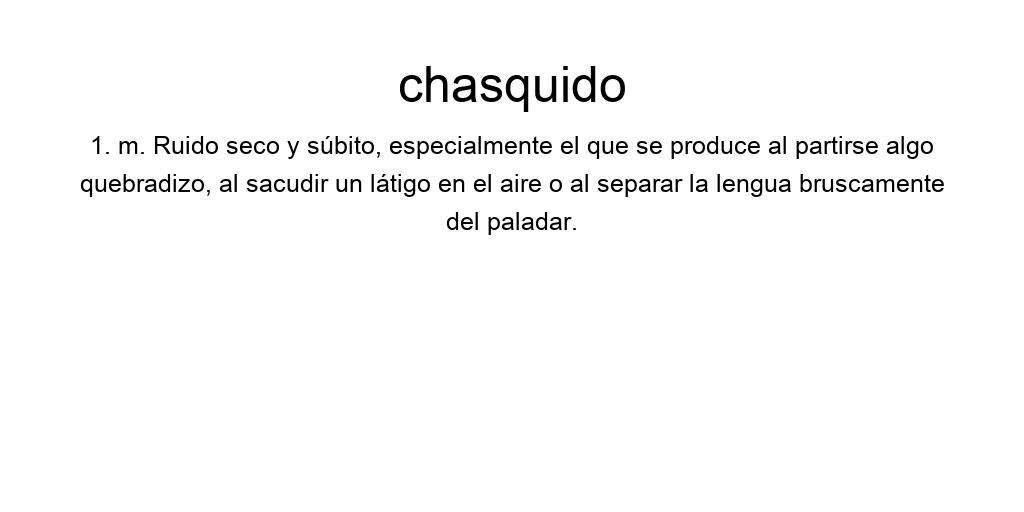 chasquido
1. m. Ruido seco y súbito, especialmente el que se produce al partirse algo
quebradizo, al sacudir un látigo en el aire o al separar la lengua bruscamente
del paladar.